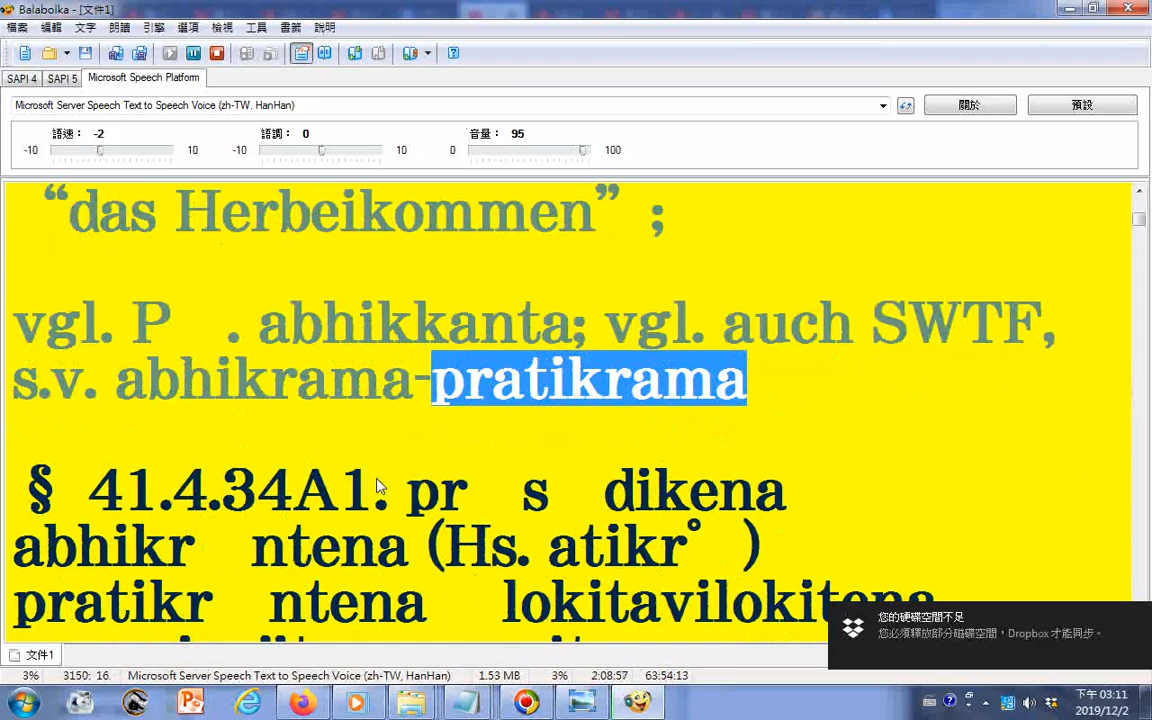 Balabolka - [文件1]
檔案 編輯 文字 朗讀 引擎 選項 檢視 工具 書籤 說明
SAPI 4 SAPI 5 Microsoft Speech Platform
Microsoft Server Speech Text to Speech Voice (zh-TW, HanHan) 關於 預設
語速： -2 語調： 0 音量： 95
-10 10 -10 10 0 100
“das Herbeikommen” ;
vgl. P . abhikkanta; vgl. auch SWTF,
s.v. abhikrama-pratikrama
§ 41.4.34A1: pr s dikena
abhikr ntena (Hs. atikr° )
pratikr ntena lokitavilokitena
您的硬碟空間不足
您必須釋放部分磁碟空間，Dropbox 才能同步。
文件1
3% 3150: 16 Microsoft Server Speech Text to Speech Voice (zh-TW, HanHan) 1.53 MB 3% 2:08:57 63:54:13
下午 03:11
2019/12/2